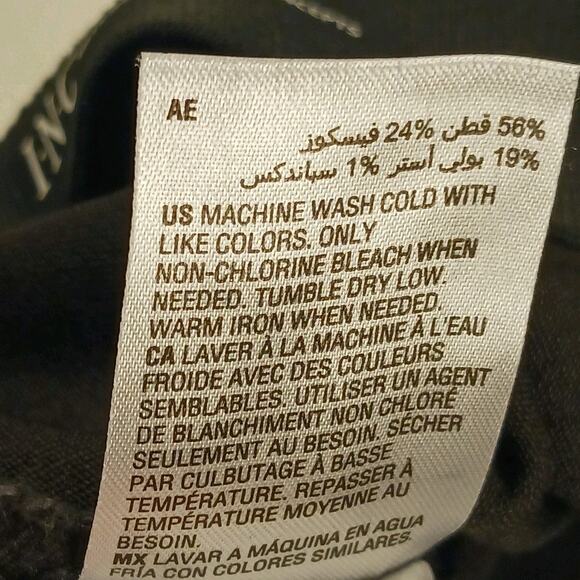 I·N·C
AE
56% قطن 24% فيسكوز
19% بولي أستر 1% سباندكس
US MACHINE WASH COLD WITH
LIKE COLORS. ONLY
NON-CHLORINE BLEACH WHEN
NEEDED. TUMBLE DRY LOW.
WARM IRON WHEN NEEDED.
CA LAVER À LA MACHINE À L'EAU
FROIDE AVEC DES COULEURS
SEMBLABLES. UTILISER UN AGENT
DE BLANCHIMENT NON CHLORÉ
SEULEMENT AU BESOIN. SÉCHER
PAR CULBUTAGE À BASSE
TEMPÉRATURE. REPASSER À
TEMPÉRATURE MOYENNE AU
BESOIN.
MX LAVAR A MÁQUINA EN AGUA
FRÍA CON COLORES SIMILARES.